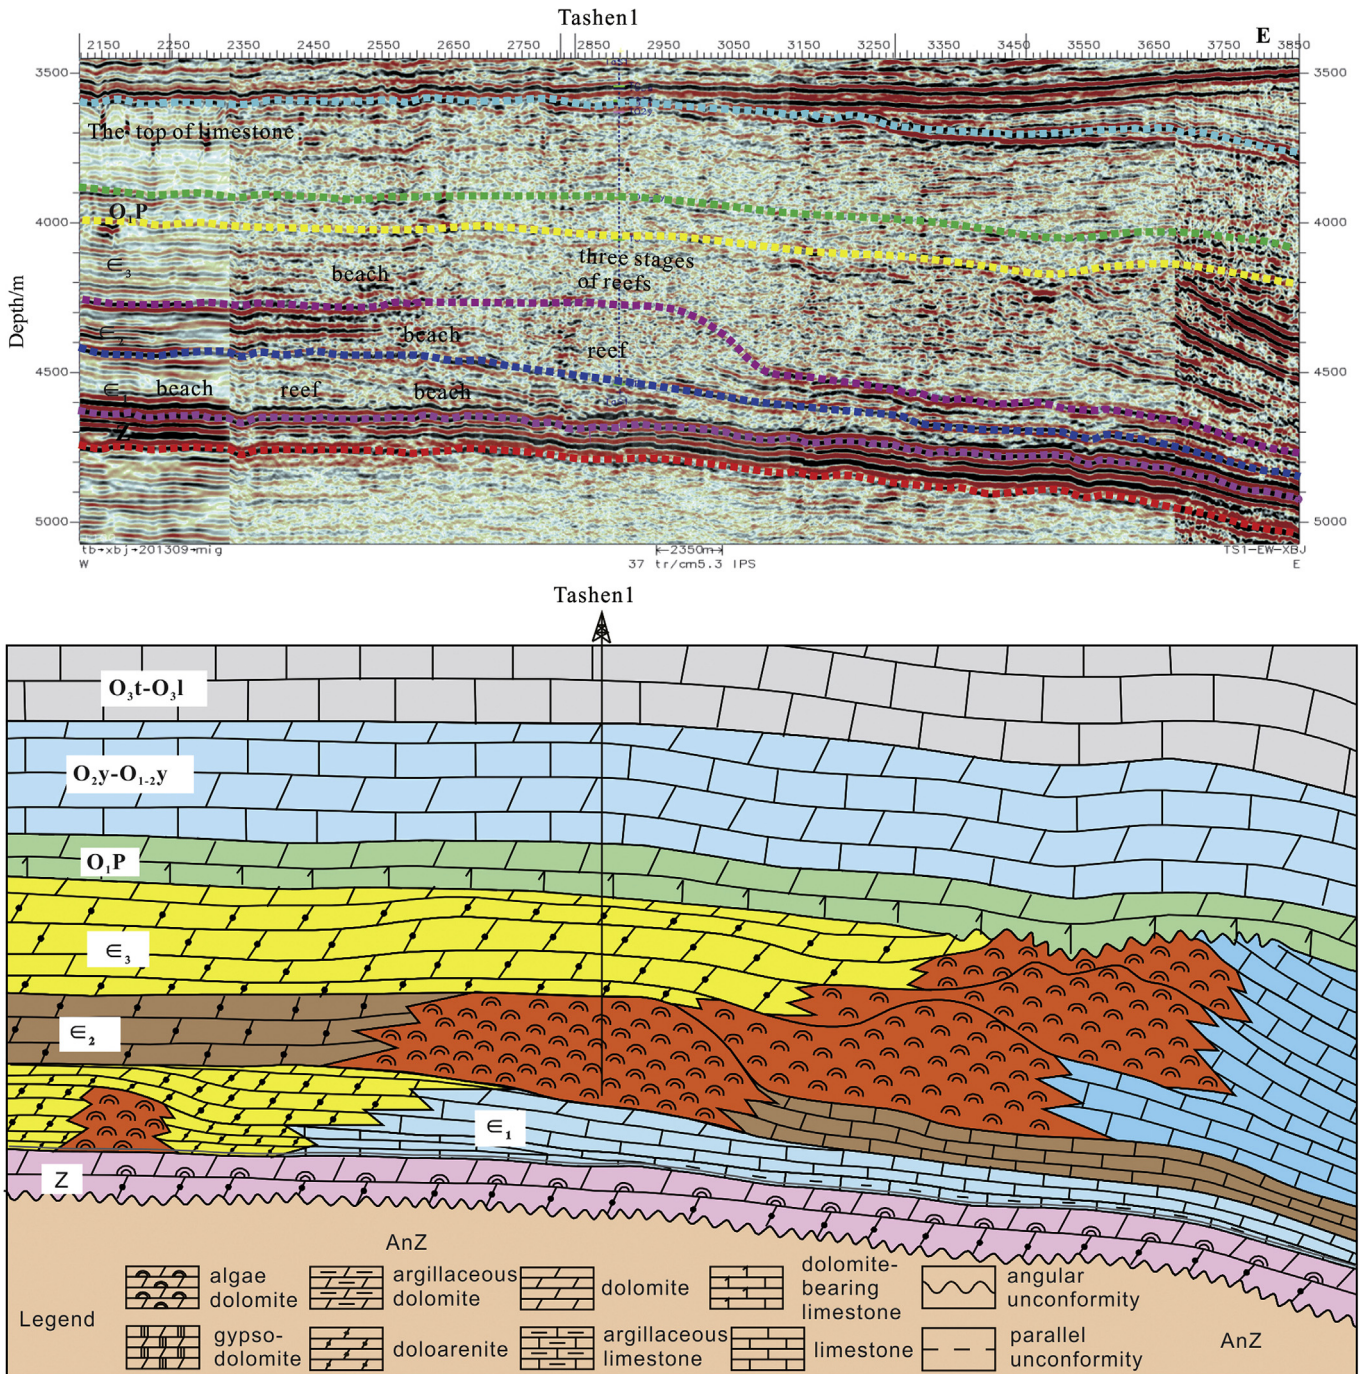 Tashen1
E
2150 2250 2350 2450 2550 2650 2750 2850 2950 3050 3150 3250 3350 3450 3550 3650 3750 3850
3500 3500
The top of limestone
O₁P
4000 4000
∈₃
beach
three stages
of reefs
Depth/m
beach
reef
4500 4500
∈₁
beach reef beach
Z
5000 5000
tb→xbj→201309→mig
2350m
TS1-EW-XBJ
W
37 tr/cm5.3 IPS
E
Tashen1
O₃t-O₃l
O₂y-O₁₋₂y
O₁P
∈₃
∈₂
∈₁
Z
AnZ
Legend
algae
dolomite
argillaceous
dolomite
dolomite
dolomite-
bearing
limestone
angular
unconformity
gypso-
dolomite
doloarenite
argillaceous
limestone
limestone
parallel
unconformity
AnZ